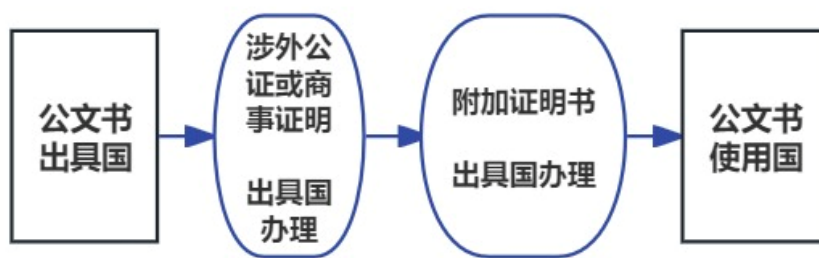 公文书
出具国
涉外公
证或商
事证明
出具国
办理
附加证明书
出具国办理
公文书
使用国